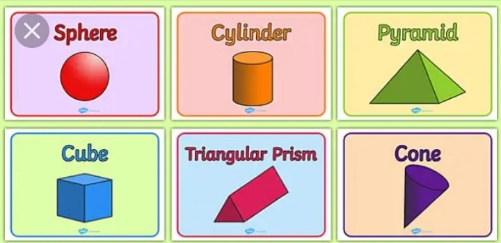 Sphere
Cylinder
Pyramid
Cube
Triangular Prism
Cone